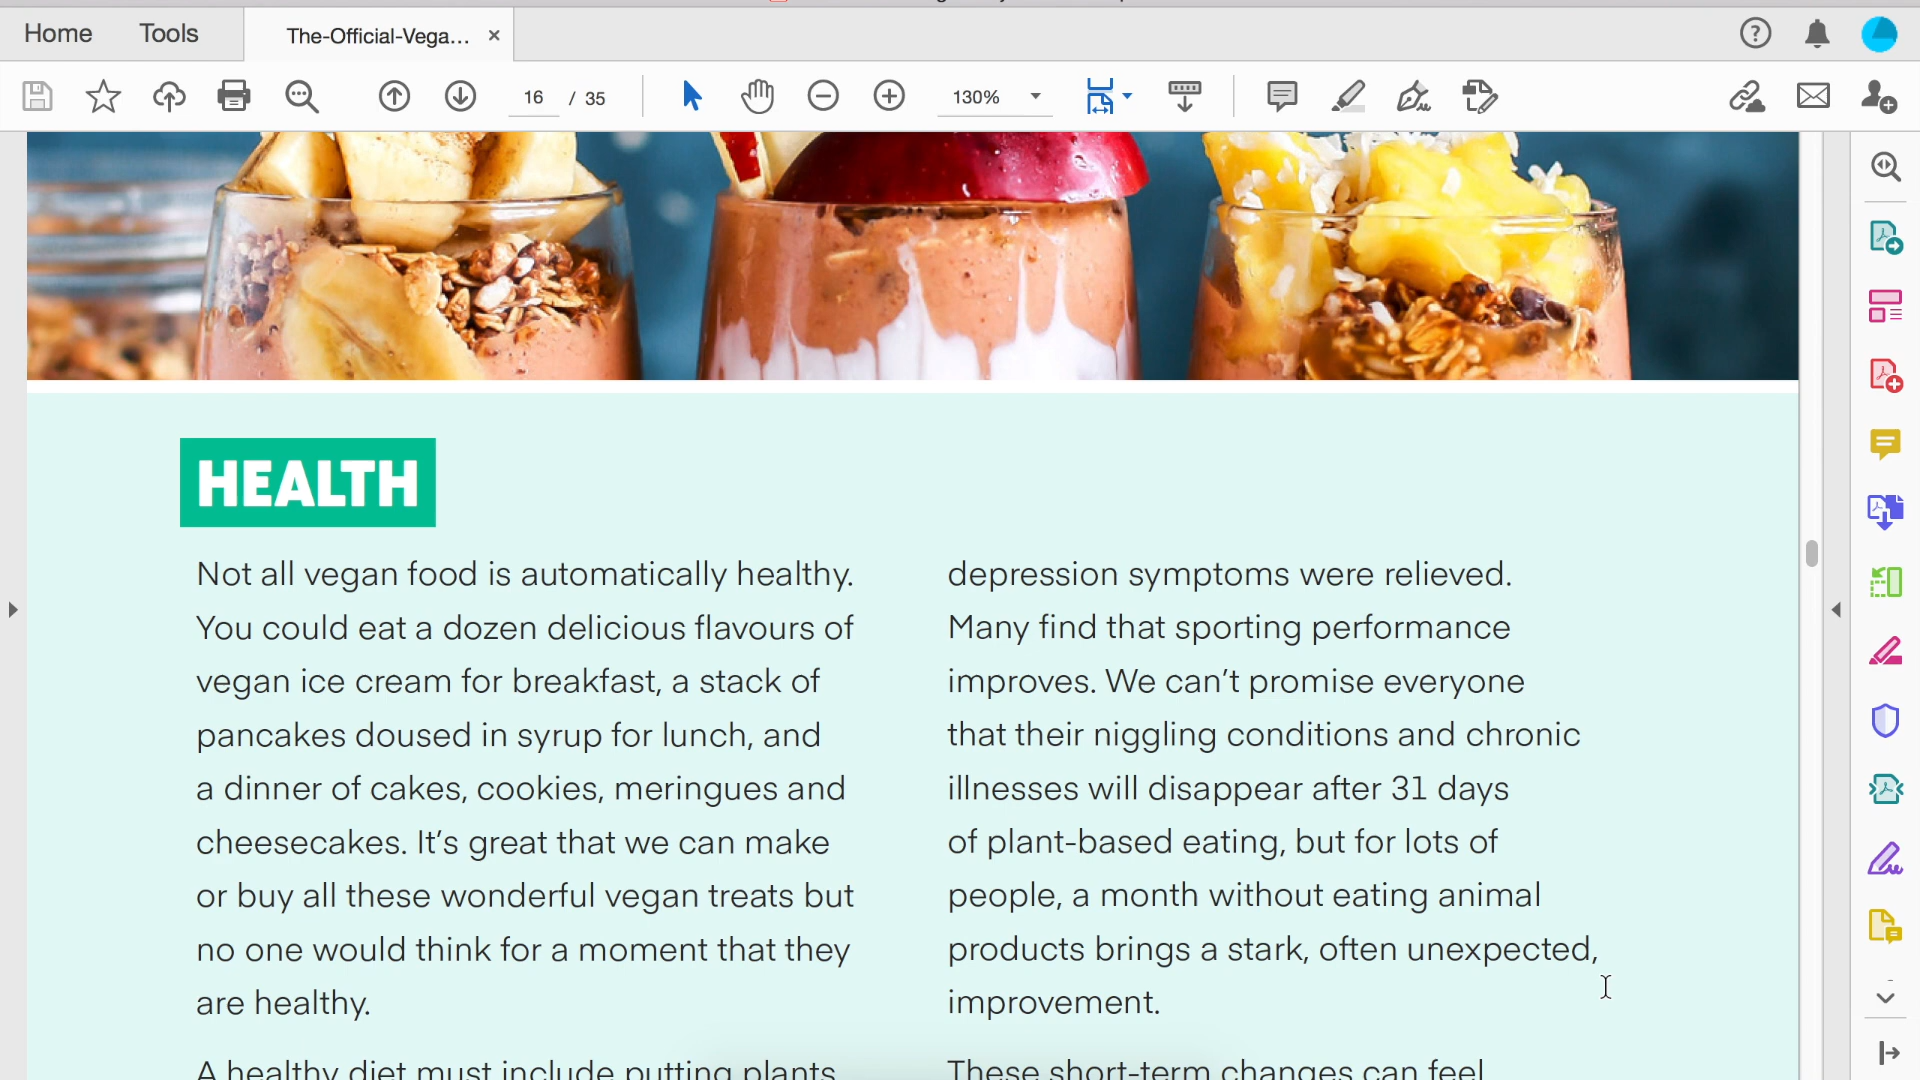 Home
Tools
The-Official-Vega...
16 / 35
130%
HEALTH
Not all vegan food is automatically healthy.
You could eat a dozen delicious flavours of
vegan ice cream for breakfast, a stack of
pancakes doused in syrup for lunch, and
a dinner of cakes, cookies, meringues and
cheesecakes. It's great that we can make
or buy all these wonderful vegan treats but
no one would think for a moment that they
are healthy.
A healthy diet must include putting plants
depression symptoms were relieved.
Many find that sporting performance
improves. We can't promise everyone
that their niggling conditions and chronic
illnesses will disappear after 31 days
of plant-based eating, but for lots of
people, a month without eating animal
products brings a stark, often unexpected,
improvement.
These short-term changes can feel